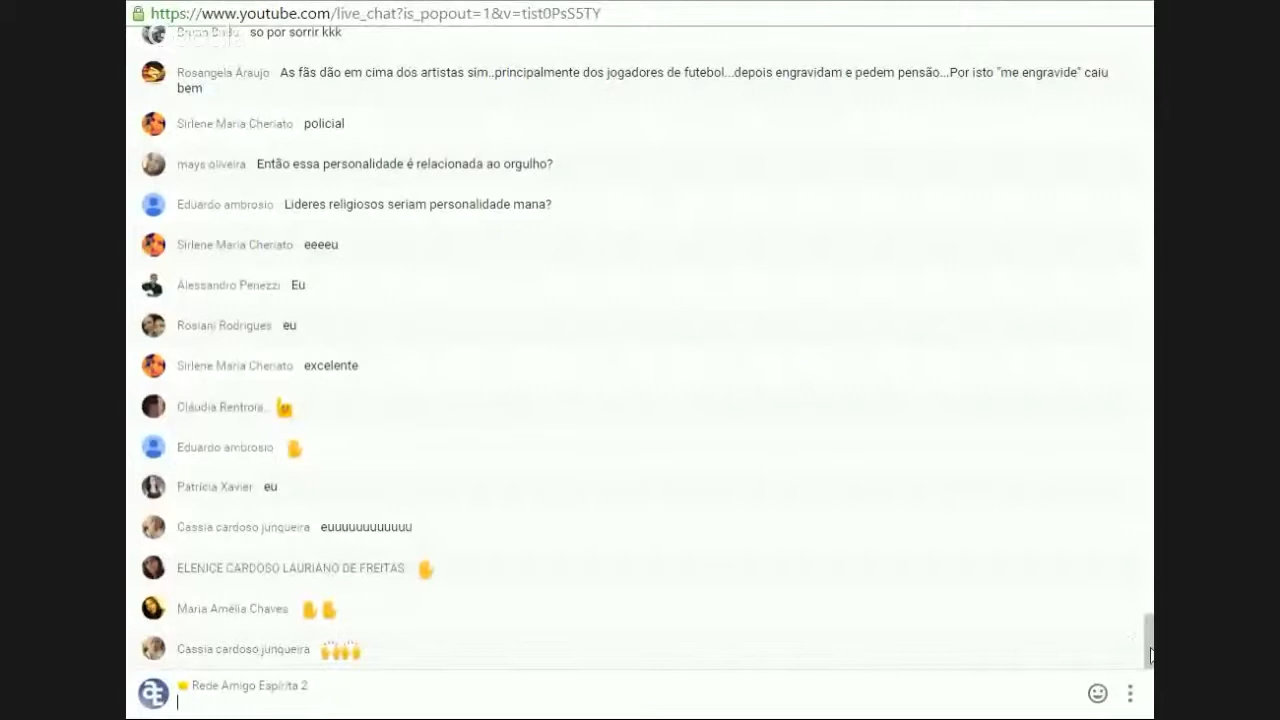 https://www.youtube.com/live_chat?is_popout=1&v=tist0PsS5TY
so por sorrir kkk
Rosangela Araujo As fãs dão em cima dos artistas sim..principalmente dos jogadores de futebol...depois engravidam e pedem pensão...Por isto "me engravide" caiu
bem
Sirlene Maria Cheriato policial
mays oliveira Então essa personalidade é relacionada ao orgulho?
Eduardo ambrosio Lideres religiosos seriam personalidade mana?
Sirlene Maria Cheriato eeeeu
Alessandro Penezzi Eu
Rosiani Rodrigues eu
Sirlene Maria Cheriato excelente
Cláudia Rentroia..
Eduardo ambrosio
Patrícia Xavier eu
Cassia cardoso junqueira euuuuuuuuuuuu
ELENICE CARDOSO LAURIANO DE FREITAS
Maria Amélia Chaves
Cassia cardoso junqueira
Rede Amigo Espírita 2